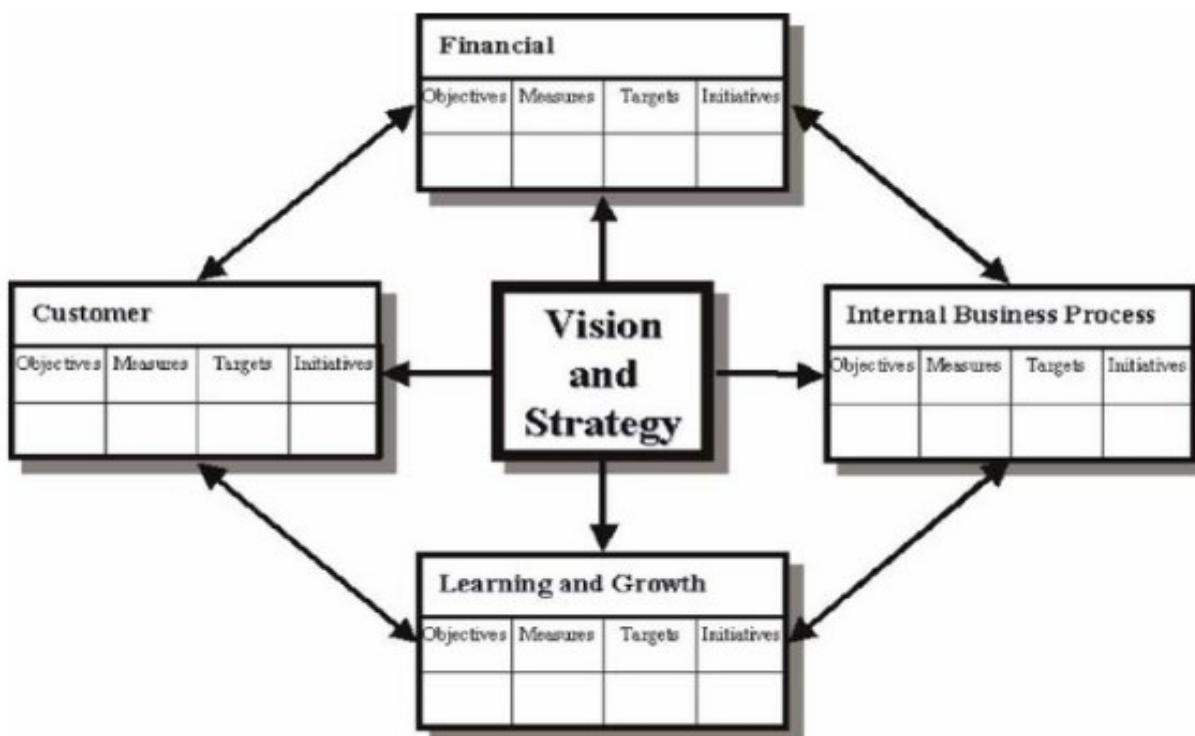 Financial
Objectives Measures Targets Initiatives
Customer
Objectives Measures Targets Initiatives
Vision
and
Strategy
Internal Business Process
Objectives Measures Targets Initiatives
Learning and Growth
Objectives Measures Targets Initiatives